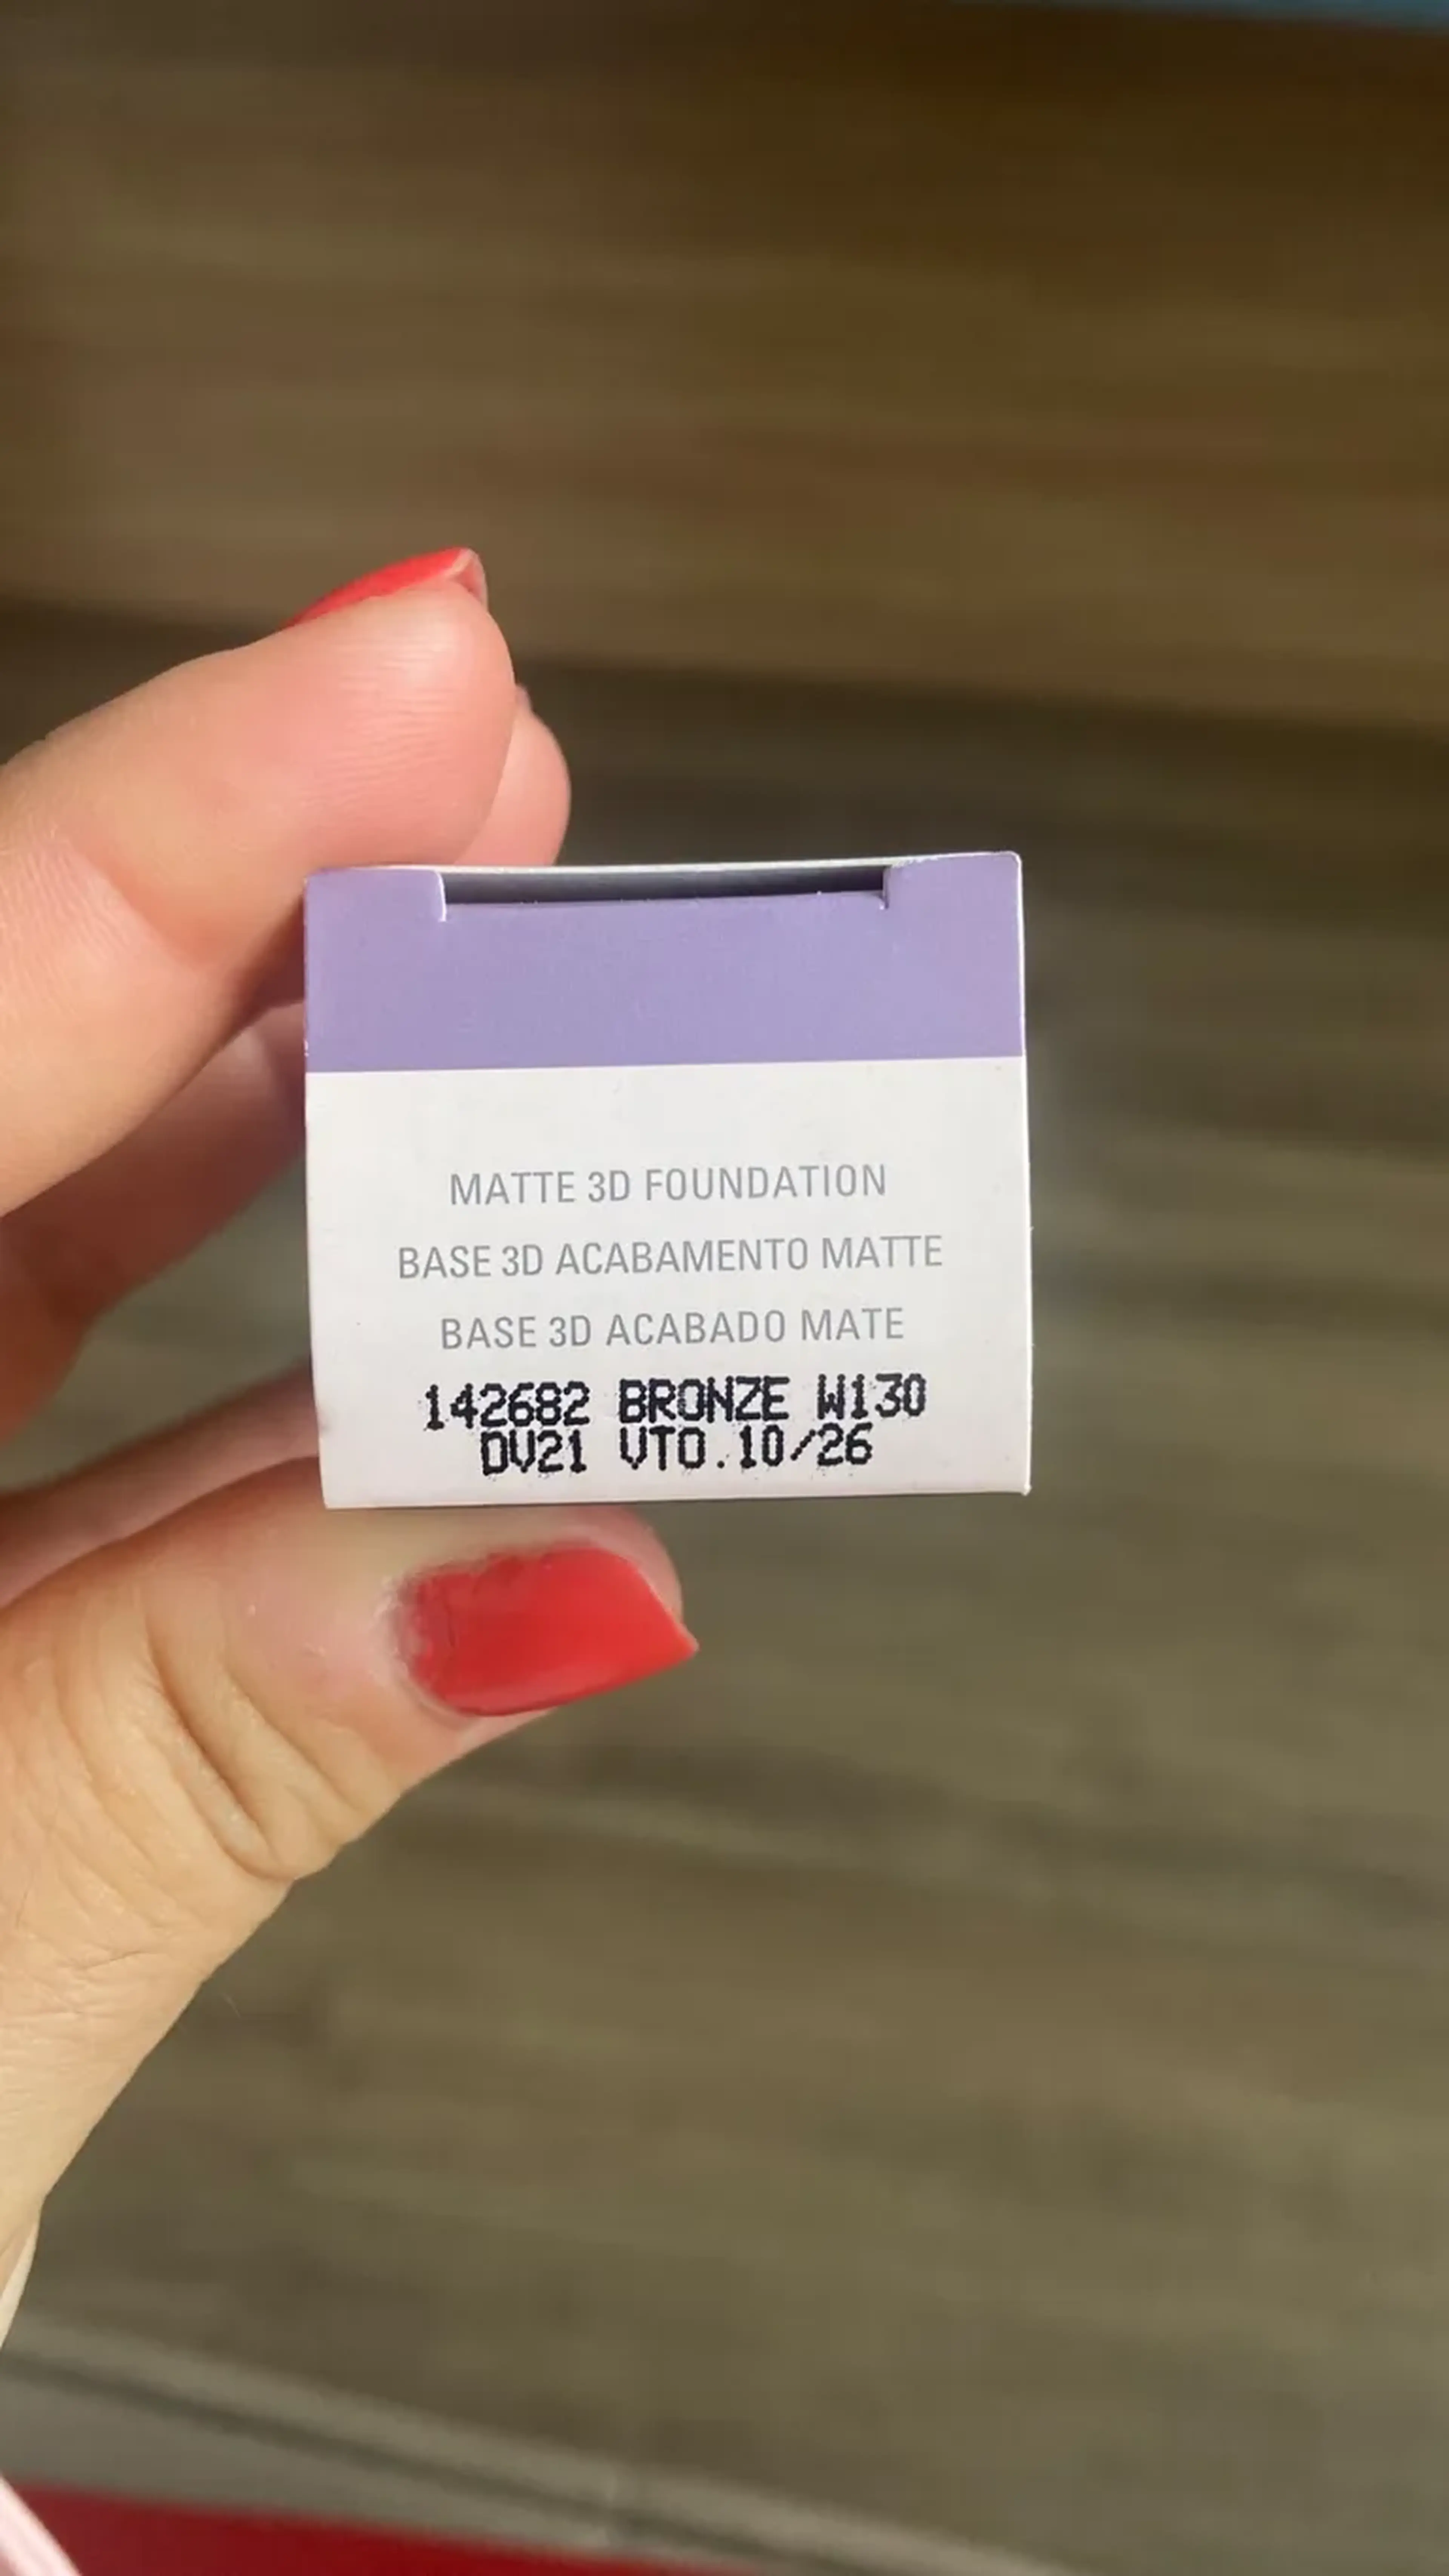 MATTE 3D FOUNDATION
BASE 3D ACABAMENTO MATTE
BASE 3D ACABADO MATE
142682 BRONZE W130
DV21 VTO.10/26